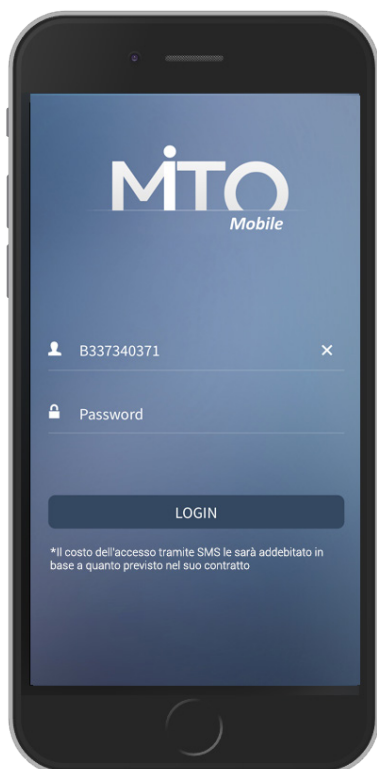 MiTO
Mobile
B337340371 ×
Password
LOGIN
*Il costo dell'accesso tramite SMS le sarà addebitato in
base a quanto previsto nel suo contratto